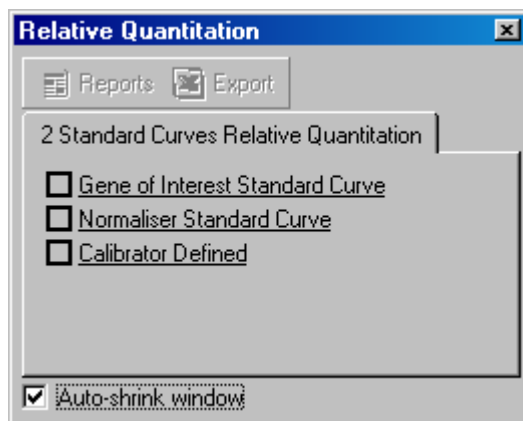 Relative Quantitation
Reports Export
2 Standard Curves Relative Quantitation
Gene of Interest Standard Curve
Normaliser Standard Curve
Calibrator Defined
Auto-shrink window